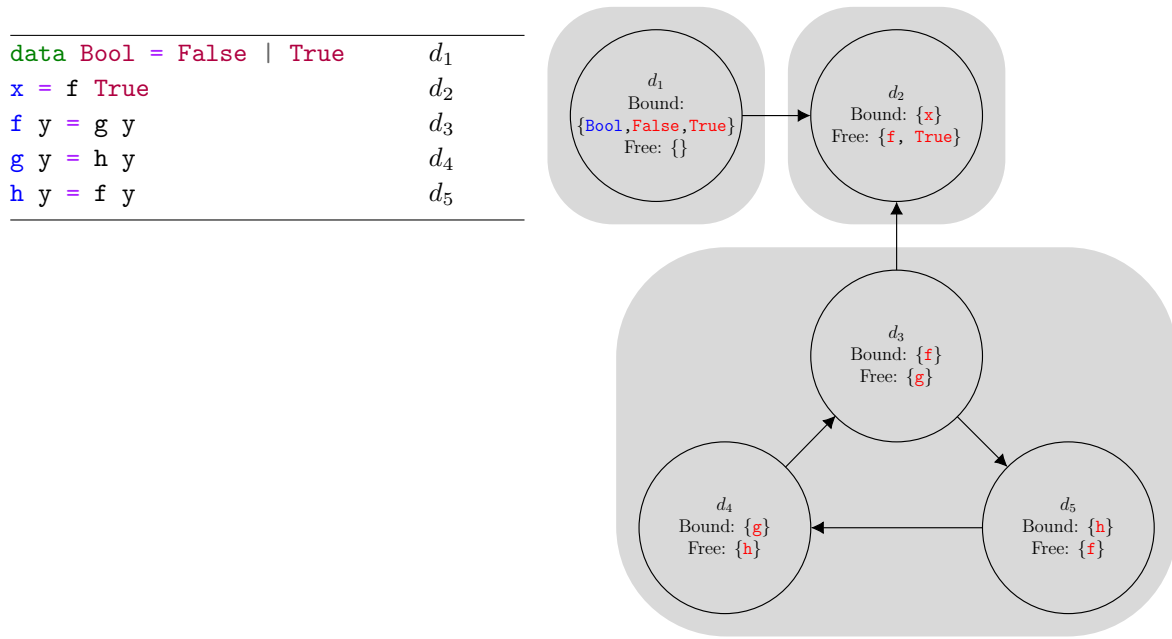 data Bool = False | True d₁
x = f True d₂
f y = g y d₃
g y = h y d₄
h y = f y d₅
d₁
Bound:
{Bool,False,True}
Free: {}
d₂
Bound: {x}
Free: {f, True}
d₃
Bound: {f}
Free: {g}
d₄
Bound: {g}
Free: {h}
d₅
Bound: {h}
Free: {f}